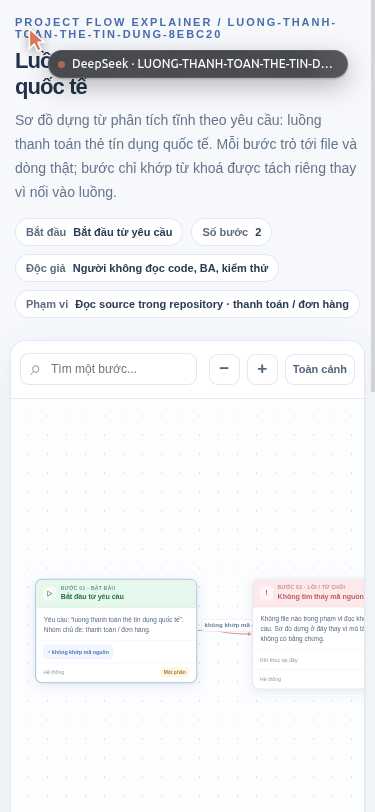 PROJECT FLOW EXPLAINER / LUONG-THANH-
TOAN-THE-TIN-DUNG-8EBC20
DeepSeek · LUONG-THANH-TOAN-THE-TIN-D...
quốc tế
Sơ đồ dựng từ phân tích tĩnh theo yêu cầu: luồng
thanh toán thẻ tín dụng quốc tế. Mỗi bước trỏ tới file và
dòng thật; bước chỉ khớp từ khoá được tách riêng thay
vì nối vào luồng.
Bắt đầu Bắt đầu từ yêu cầu
Số bước 2
Độc giả Người không đọc code, BA, kiểm thử
Phạm vi Đọc source trong repository · thanh toán / đơn hàng
Tìm một bước...
− + Toàn cảnh
BƯỚC 01 · BẮT ĐẦU
Bắt đầu từ yêu cầu
Yêu cầu: "luồng thanh toán thẻ tín dụng quốc tế".
Nhóm chủ đề: thanh toán / đơn hàng.
không khớp mã nguồn
Hệ thống
Một phần
không khớp mã
BƯỚC 02 · LỖI / TỪ CHỐI
Không tìm thấy mã nguồn
Không file nào trong phạm vi đọc
cầu. Sơ đồ dừng ở đây thay vì
không có bằng chứng.
Kết thúc tại đây
Hệ thống